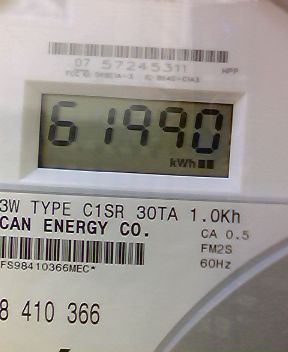 07 57245311
61990
kWh
3W TYPE C1SR 30TA 1.0Kh
CAN ENERGY CO.
CA 0.5
FM2S
60Hz
FS98410366MEC*
8 410 366